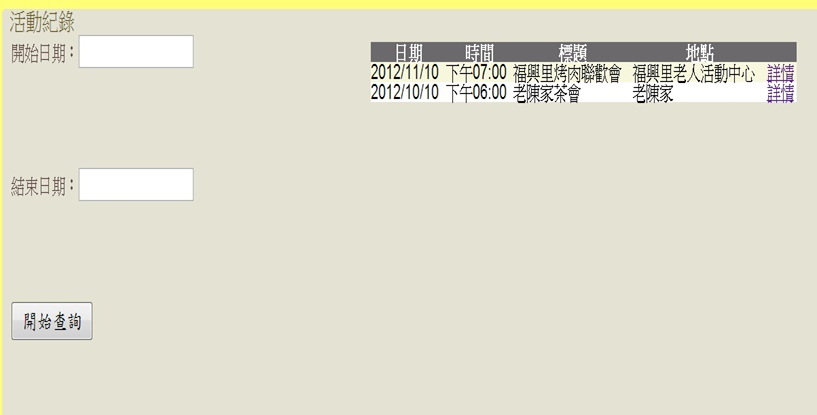 活動紀錄
開始日期：
日期 時間 標題 地點
2012/11/10 下午07:00 福興里烤肉聯歡會 福興里老人活動中心 詳情
2012/10/10 下午06:00 老陳家茶會 老陳家 詳情
結束日期：
開始查詢